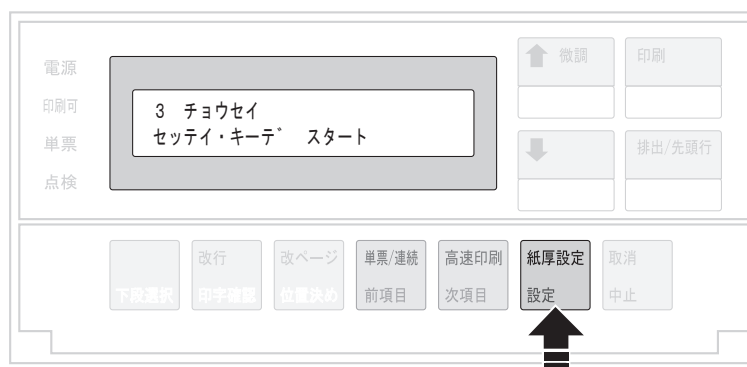 電源
印刷可
単票
点検
3 チョウセイ
セッテイ・キーデ スタート
微調
印刷
排出/先頭行
下段選択
改行
印字確認
改ページ
位置決め
単票/連続
前項目
高速印刷
次項目
紙厚設定
設定
取消
中止